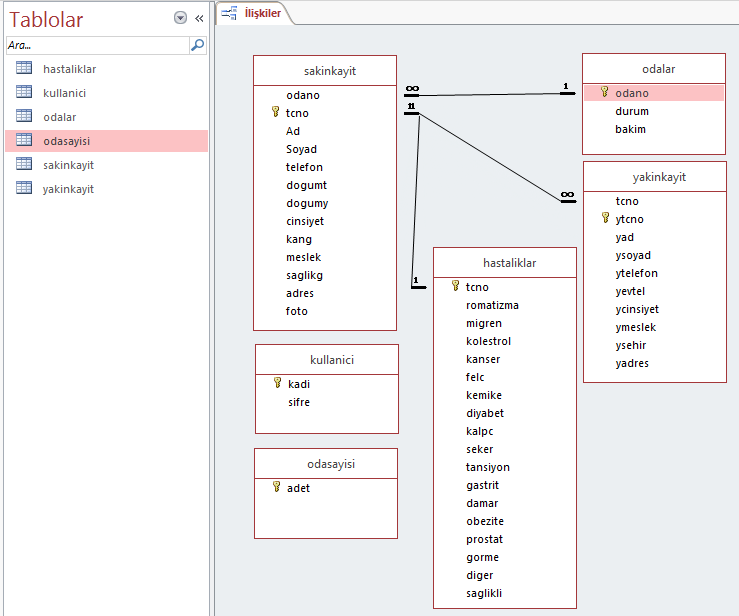 Tablolar
Ara...
hastaliklar
kullanici
odalar
odasayisi
sakinkayit
yakinkayit
İlişkiler
sakinkayit
odano
tcno
Ad
Soyad
telefon
dogumt
dogumy
cinsiyet
kang
meslek
saglikg
adres
foto
∞
1
odalar
odano
durum
bakim
11
∞
1
yakinkayit
tcno
ytcno
yad
ysoyad
ytelefon
yevtel
ycinsiyet
ymeslek
ysehir
yadres
hastaliklar
tcno
romatizma
migren
kolestrol
kanser
felc
kemike
diyabet
kalpc
seker
tansiyon
gastrit
damar
obezite
prostat
gorme
diger
saglikli
kullanici
kadi
sifre
odasayisi
adet